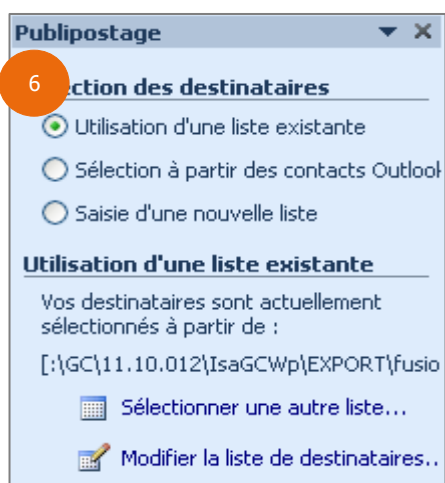 Publipostage
6
ction des destinataires
Utilisation d'une liste existante
Sélection à partir des contacts Outlook
Saisie d'une nouvelle liste
Utilisation d'une liste existante
Vos destinataires sont actuellement
sélectionnés à partir de :
[:\GC\11.10.012\IsaGCWp\EXPORT\fusio
Sélectionner une autre liste...
Modifier la liste de destinataires..